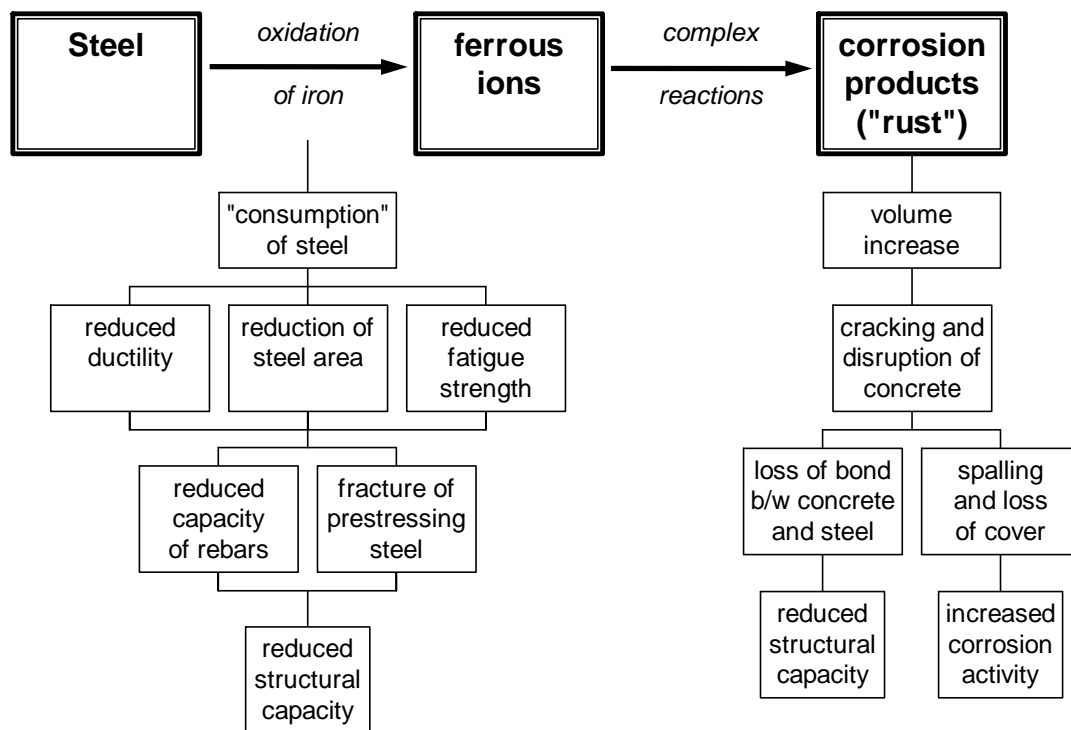 Steel
oxidation
of iron
ferrous
ions
complex
reactions
corrosion
products
("rust")
"consumption"
of steel
reduced
ductility
reduction of
steel area
reduced
fatigue
strength
reduced
capacity
of rebars
fracture of
prestressing
steel
reduced
structural
capacity
volume
increase
cracking and
disruption of
concrete
loss of bond
b/w concrete
and steel
spalling
and loss
of cover
reduced
structural
capacity
increased
corrosion
activity